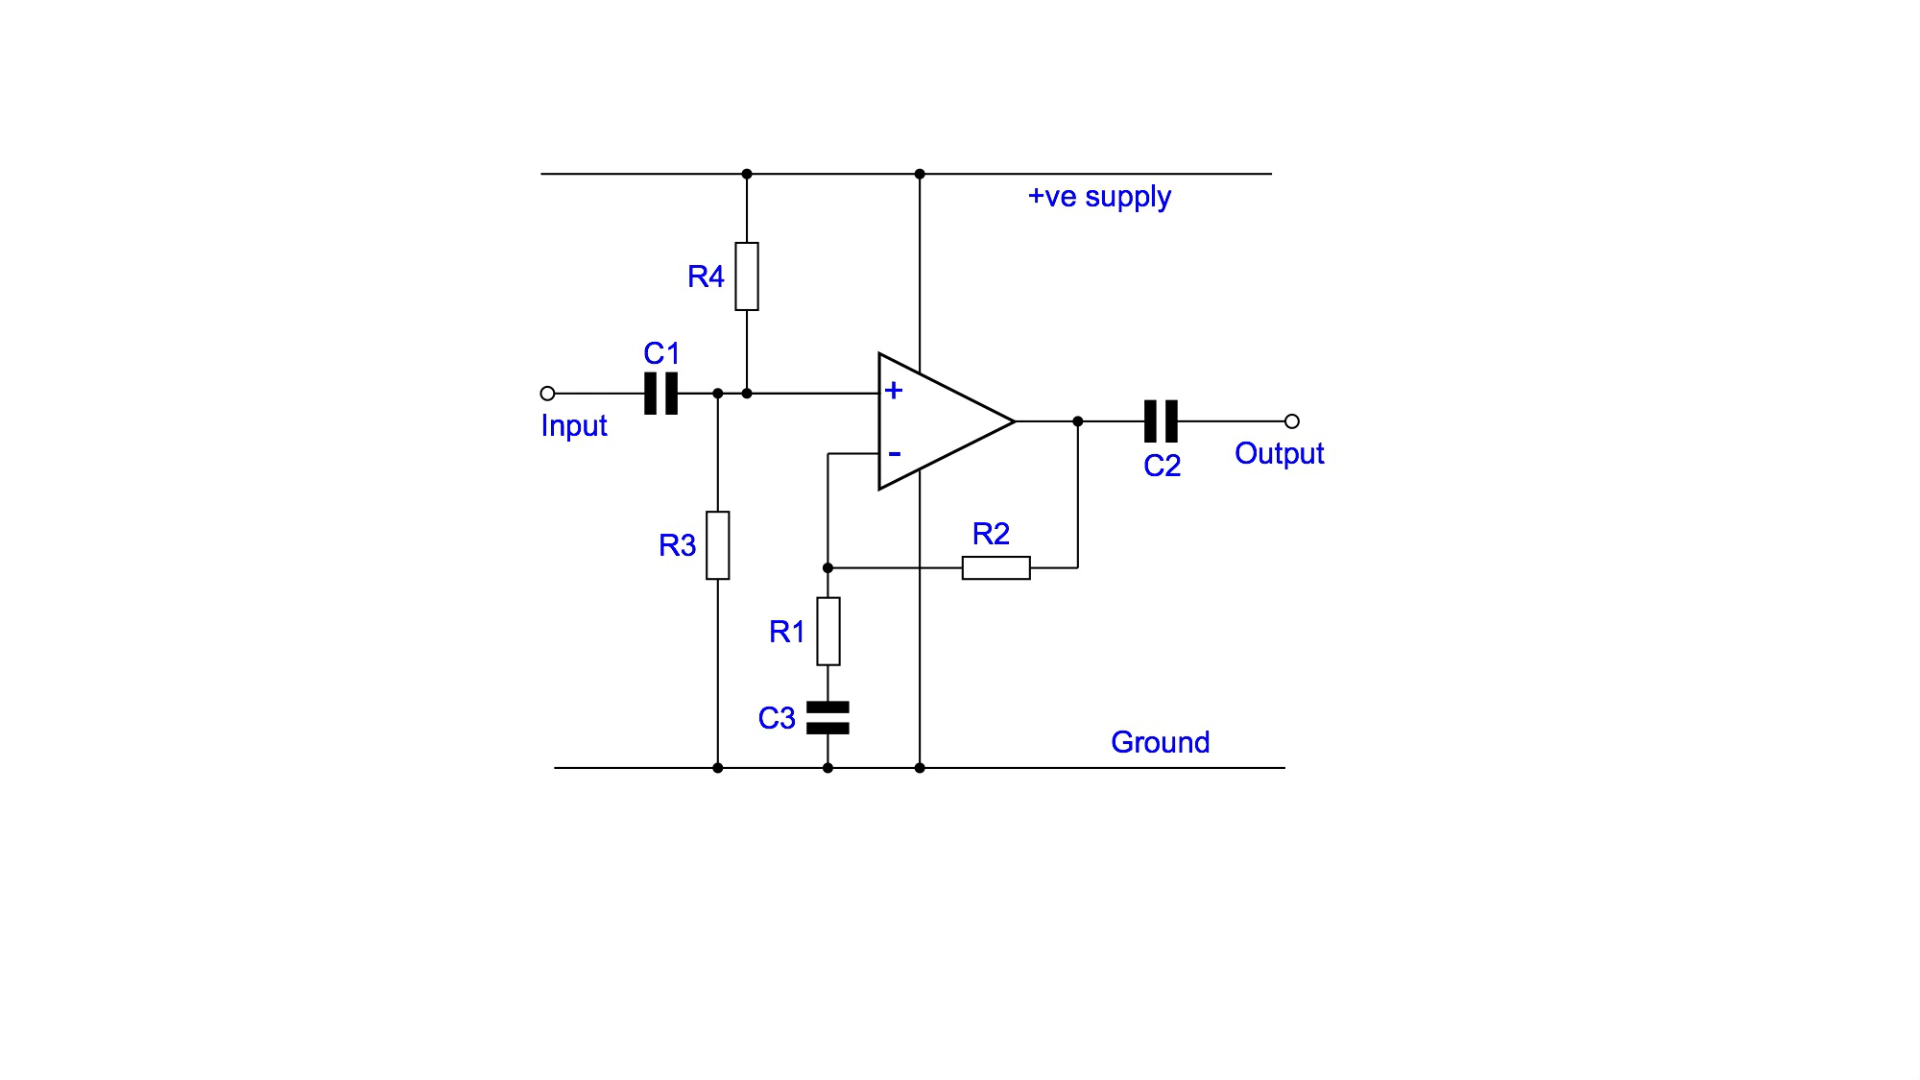 +ve supply
R4
C1
+
Input
-
Output
C2
R2
R3
R1
C3
Ground